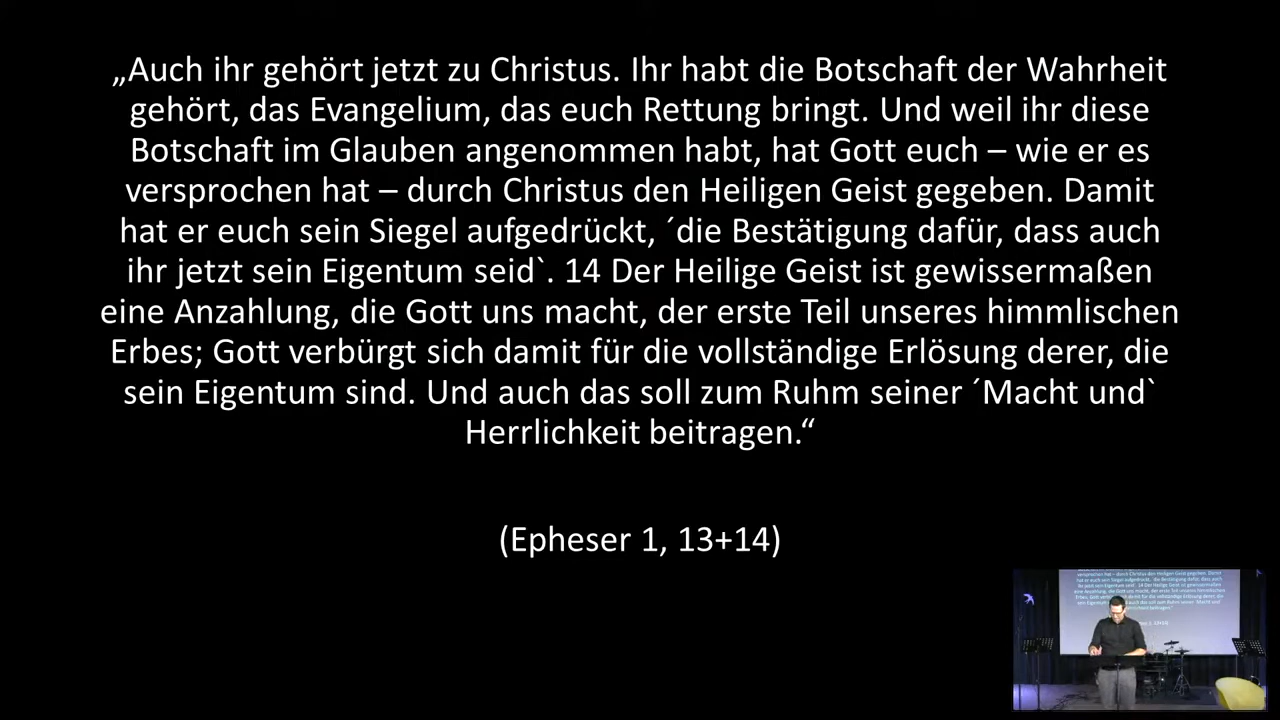 „Auch ihr gehört jetzt zu Christus. Ihr habt die Botschaft der Wahrheit
gehört, das Evangelium, das euch Rettung bringt. Und weil ihr diese
Botschaft im Glauben angenommen habt, hat Gott euch – wie er es
versprochen hat – durch Christus den Heiligen Geist gegeben. Damit
hat er euch sein Siegel aufgedrückt, ´die Bestätigung dafür, dass auch
ihr jetzt sein Eigentum seid`. 14 Der Heilige Geist ist gewissermaßen
eine Anzahlung, die Gott uns macht, der erste Teil unseres himmlischen
Erbes; Gott verbürgt sich damit für die vollständige Erlösung derer, die
sein Eigentum sind. Und auch das soll zum Ruhm seiner ´Macht und`
Herrlichkeit beitragen.“
(Epheser 1, 13+14)